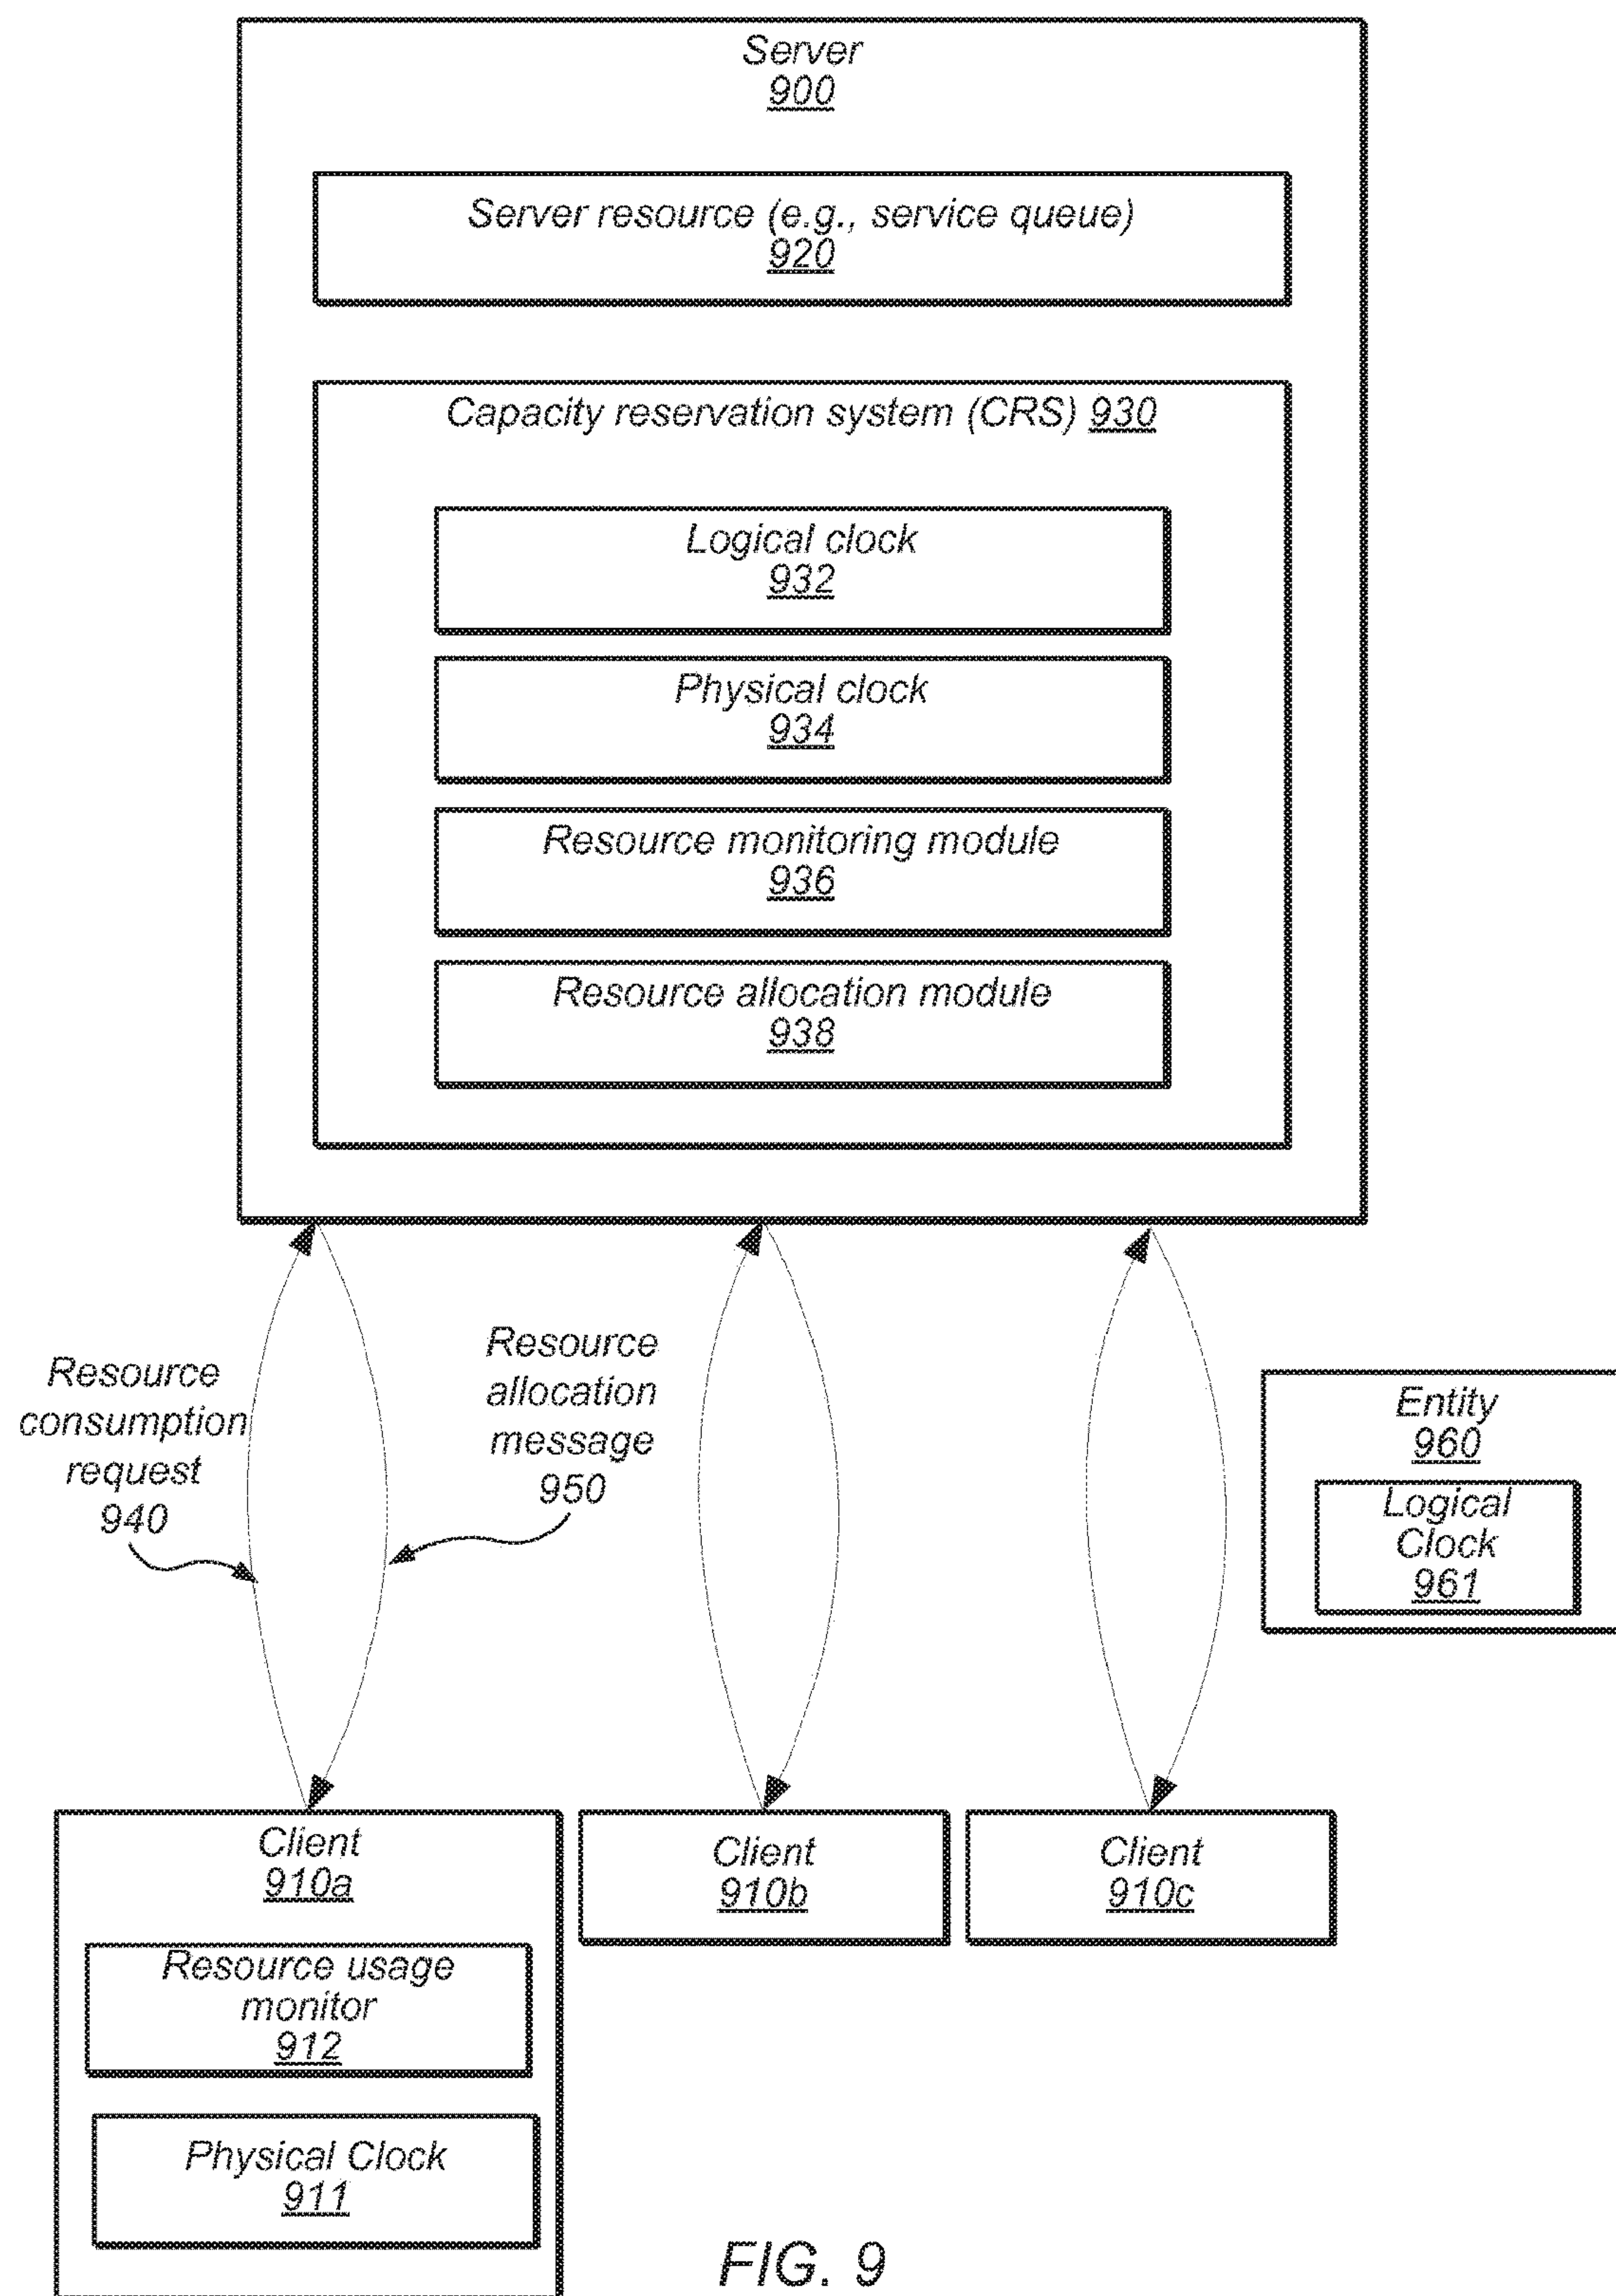 Server
900
Server resource (e.g., service queue)
920
Capacity reservation system (CRS) 930
Logical clock
932
Physical clock
934
Resource monitoring module
936
Resource allocation module
938
Resource
consumption
request
940
Resource
allocation
message
950
Entity
960
Logical
Clock
961
Client
910a
Resource usage
monitor
912
Physical Clock
911
Client
910b
Client
910c
FIG. 9